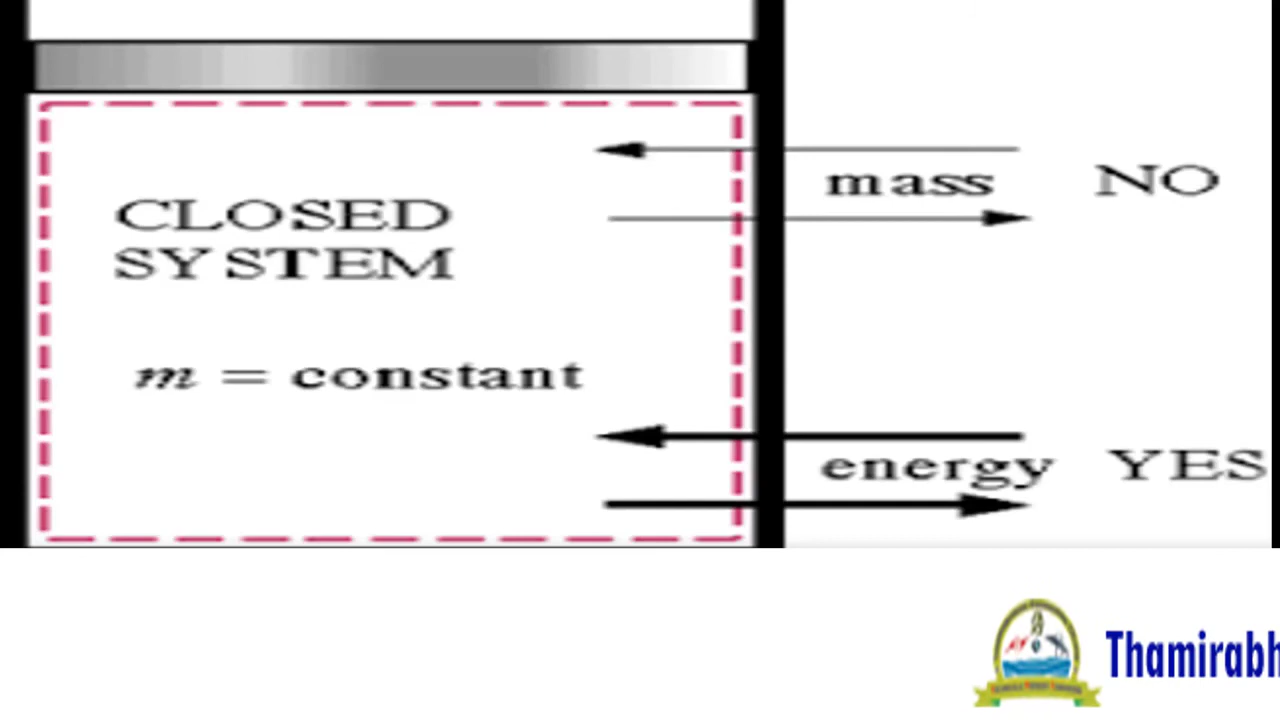 mass NO
CLOSED
SYSTEM
m = constant
energy YES
Thamirabh